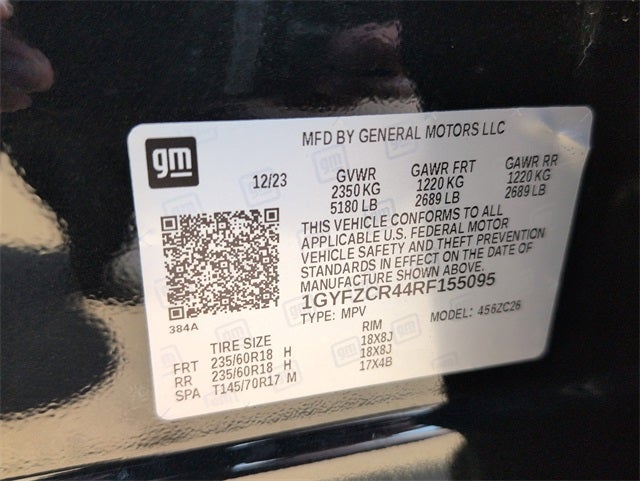 MFD BY GENERAL MOTORS LLC
gm
12/23 GVWR GAWR FRT GAWR RR
2350 KG 1220 KG 1220 KG
5180 LB 2689 LB 2689 LB
THIS VEHICLE CONFORMS TO ALL
APPLICABLE U.S. FEDERAL MOTOR
VEHICLE SAFETY AND THEFT PREVENTION
STANDARDS IN EFFECT ON THE DATE OF
MANUFACTURE SHOWN ABOVE.
1GYFZCR44RF155095
384A
TYPE: MPV MODEL: 456ZC26
TIRE SIZE RIM
FRT 235/60R18 H 18X8J
RR 235/60R18 H 18X8J
SPA T145/70R17 M 17X4B